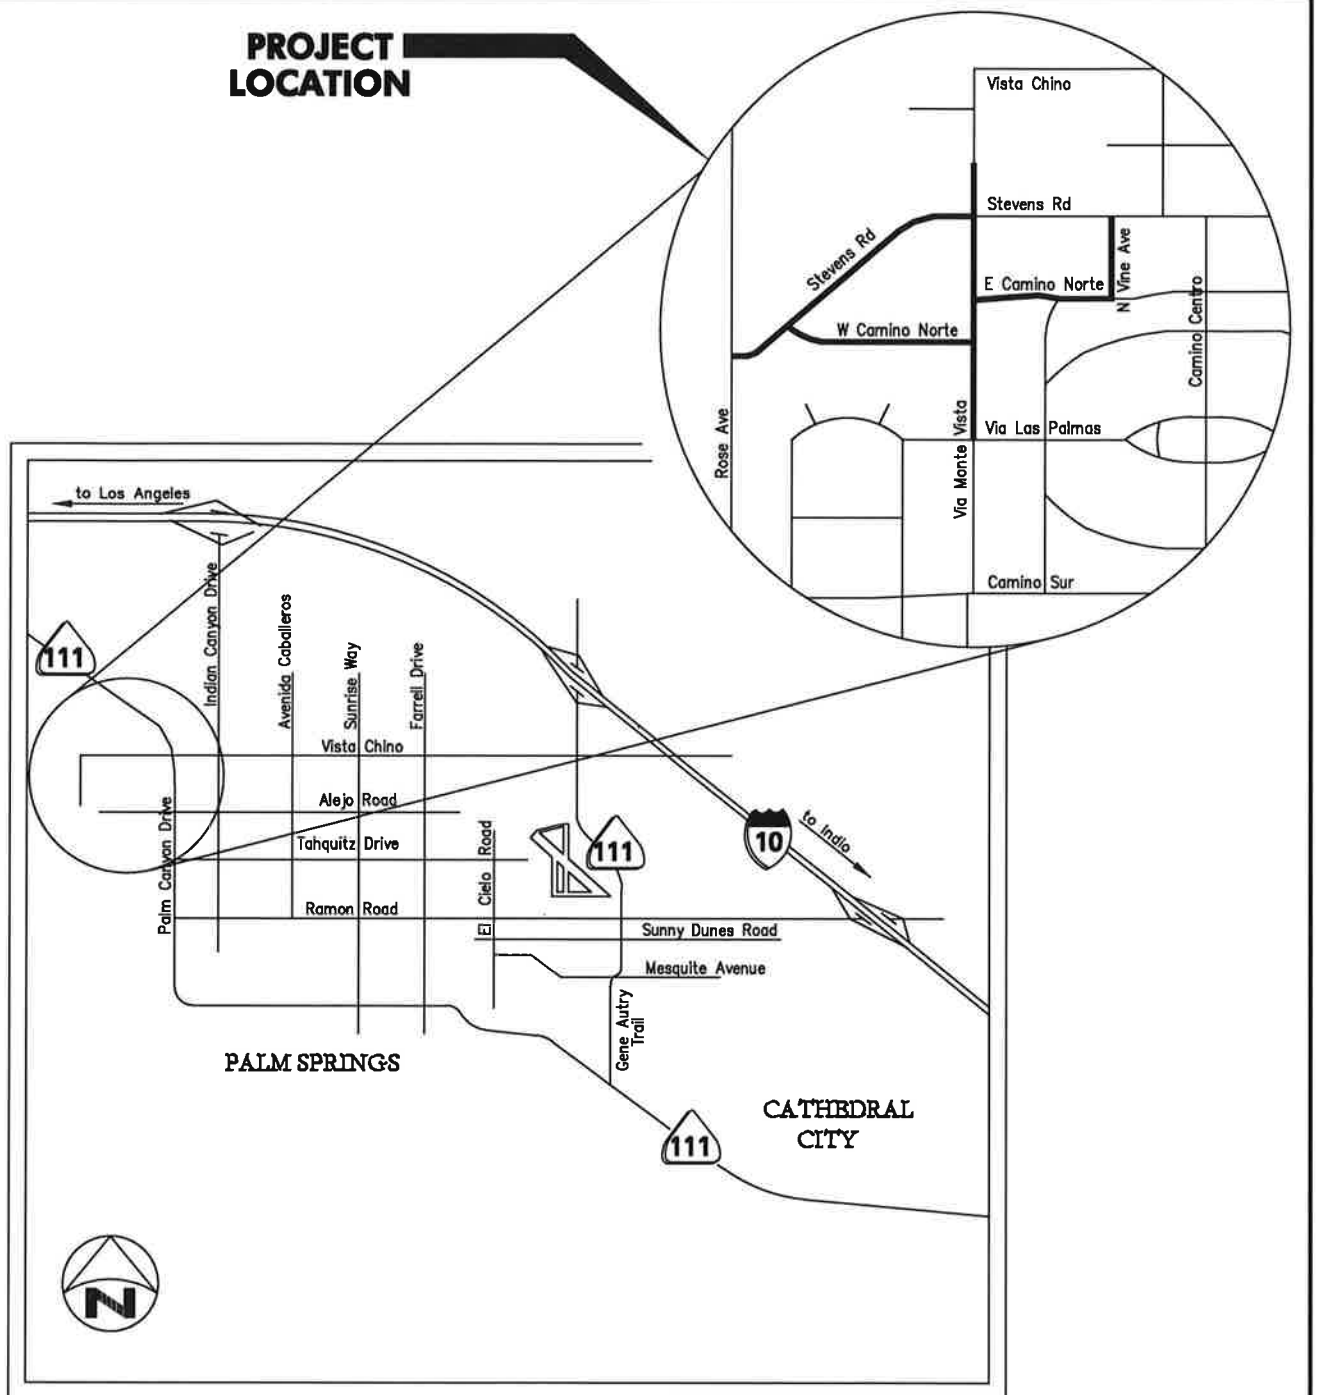 PROJECT
LOCATION
Vista Chino
Stevens Rd
Stevens Rd
N Vine Ave
E Camino Norte
Camino Centro
W Camino Norte
Rose Ave
Via Monte Vista
Via Las Palmas
Camino Sur
to Los Angeles
Indian Canyon Drive
Avenida Caballeros
Sunrise Way
Farrell Drive
111
Vista Chino
Alejo Road
Palm Canyon Drive
Tahquitz Drive
El Cielo Road
111
10
to Indio
Ramon Road
Sunny Dunes Road
Mesquite Avenue
Gene Autry
Trail
PALM SPRINGS
CATHEDRAL
CITY
111
N